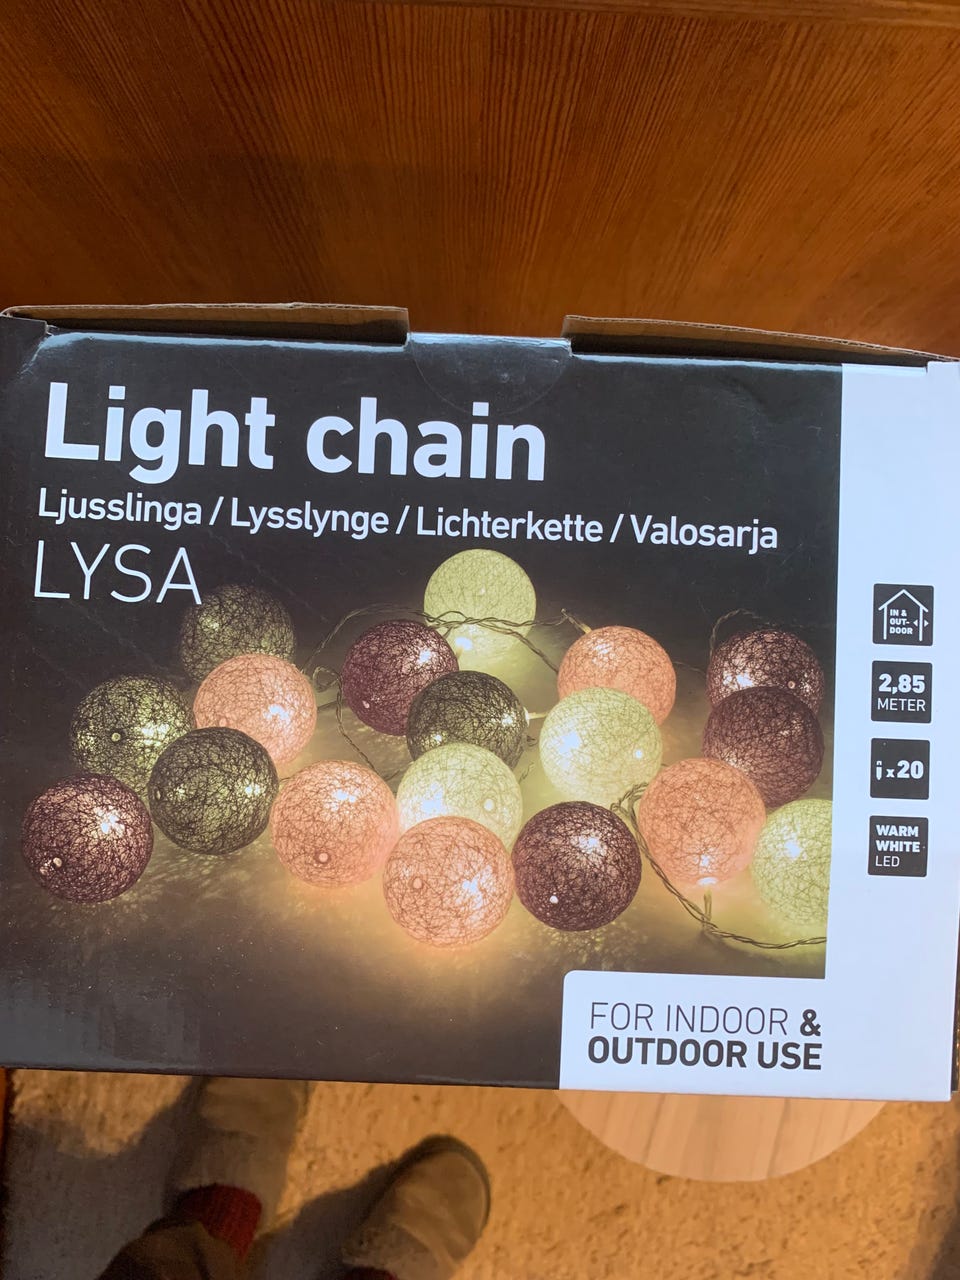 Light chain
Ljusslinga / Lysslynge / Lichterkette / Valosarja
LYSA
IN &
OUT-
DOOR
2,85
METER
x 20
WARM
WHITE
LED
FOR INDOOR &
OUTDOOR USE